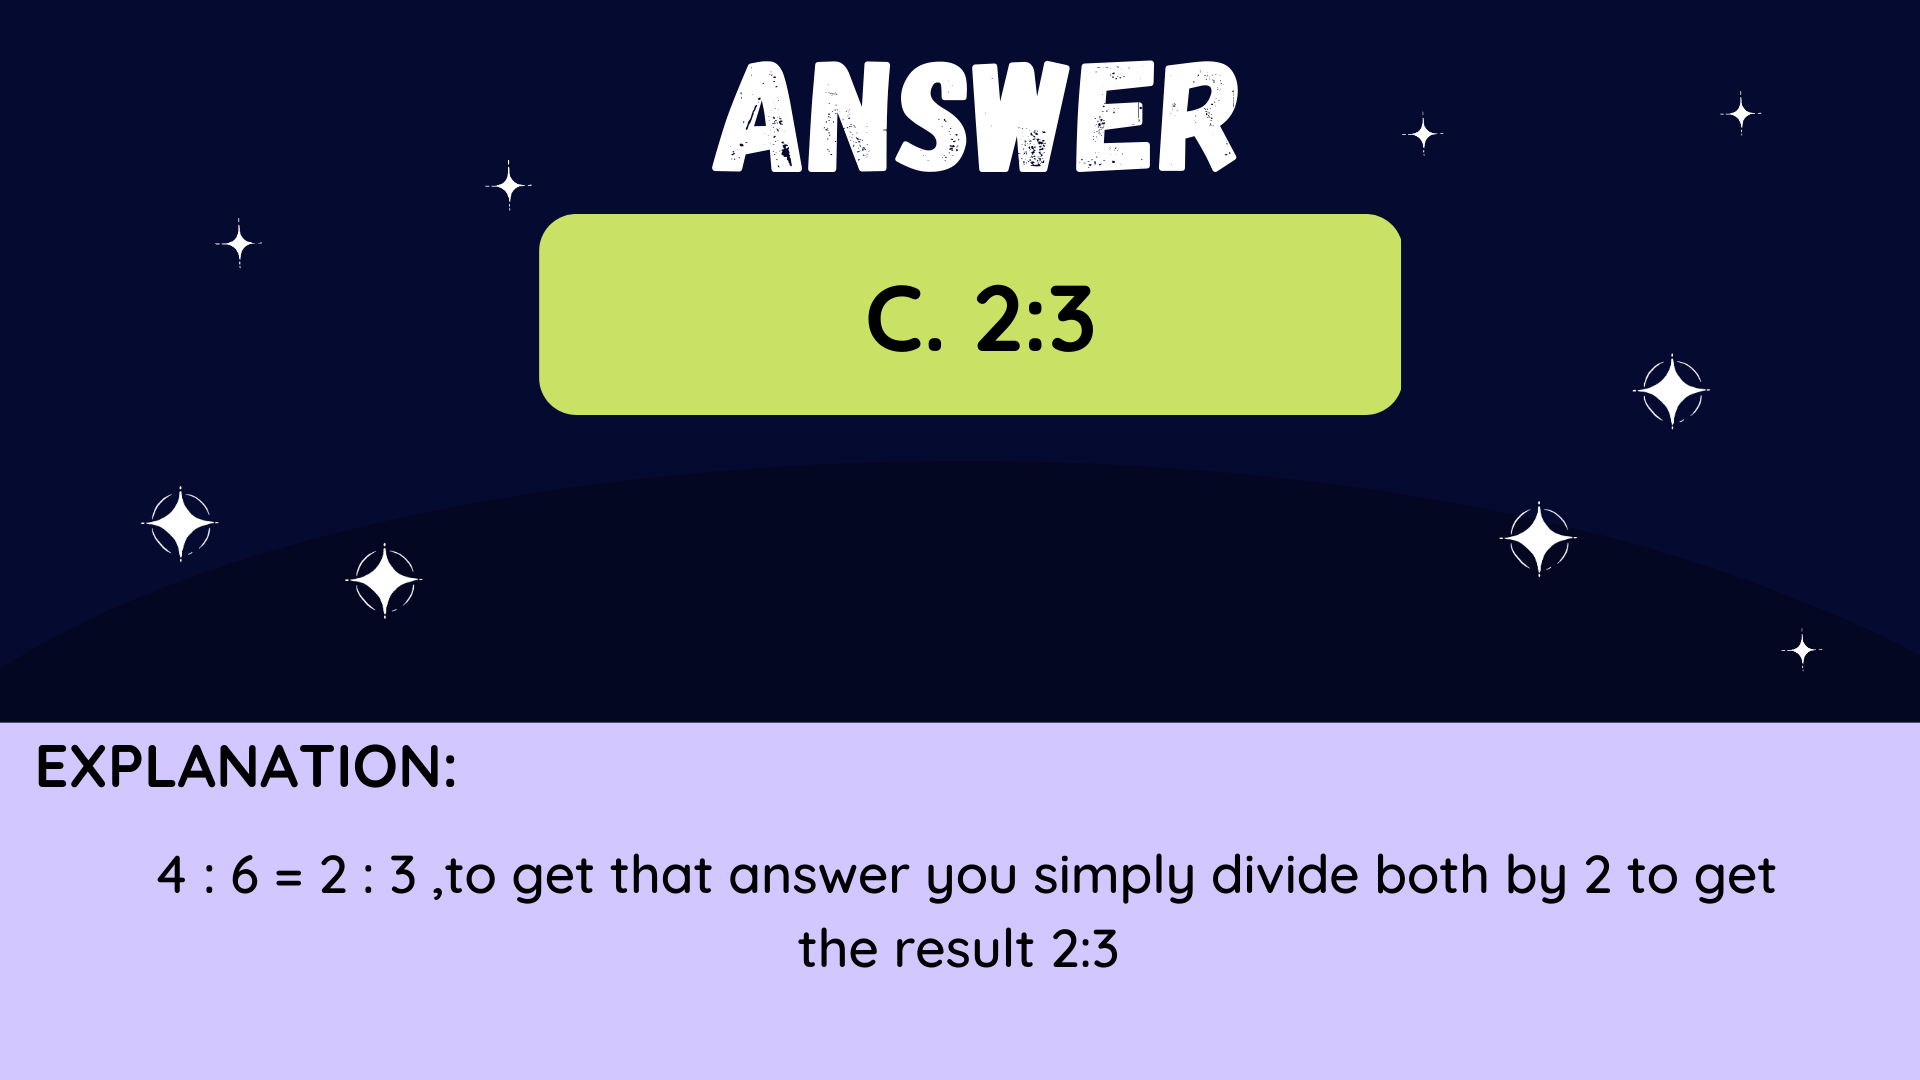 ANSWER
C. 2:3
EXPLANATION:
4 : 6 = 2 : 3 ,to get that answer you simply divide both by 2 to get
the result 2:3